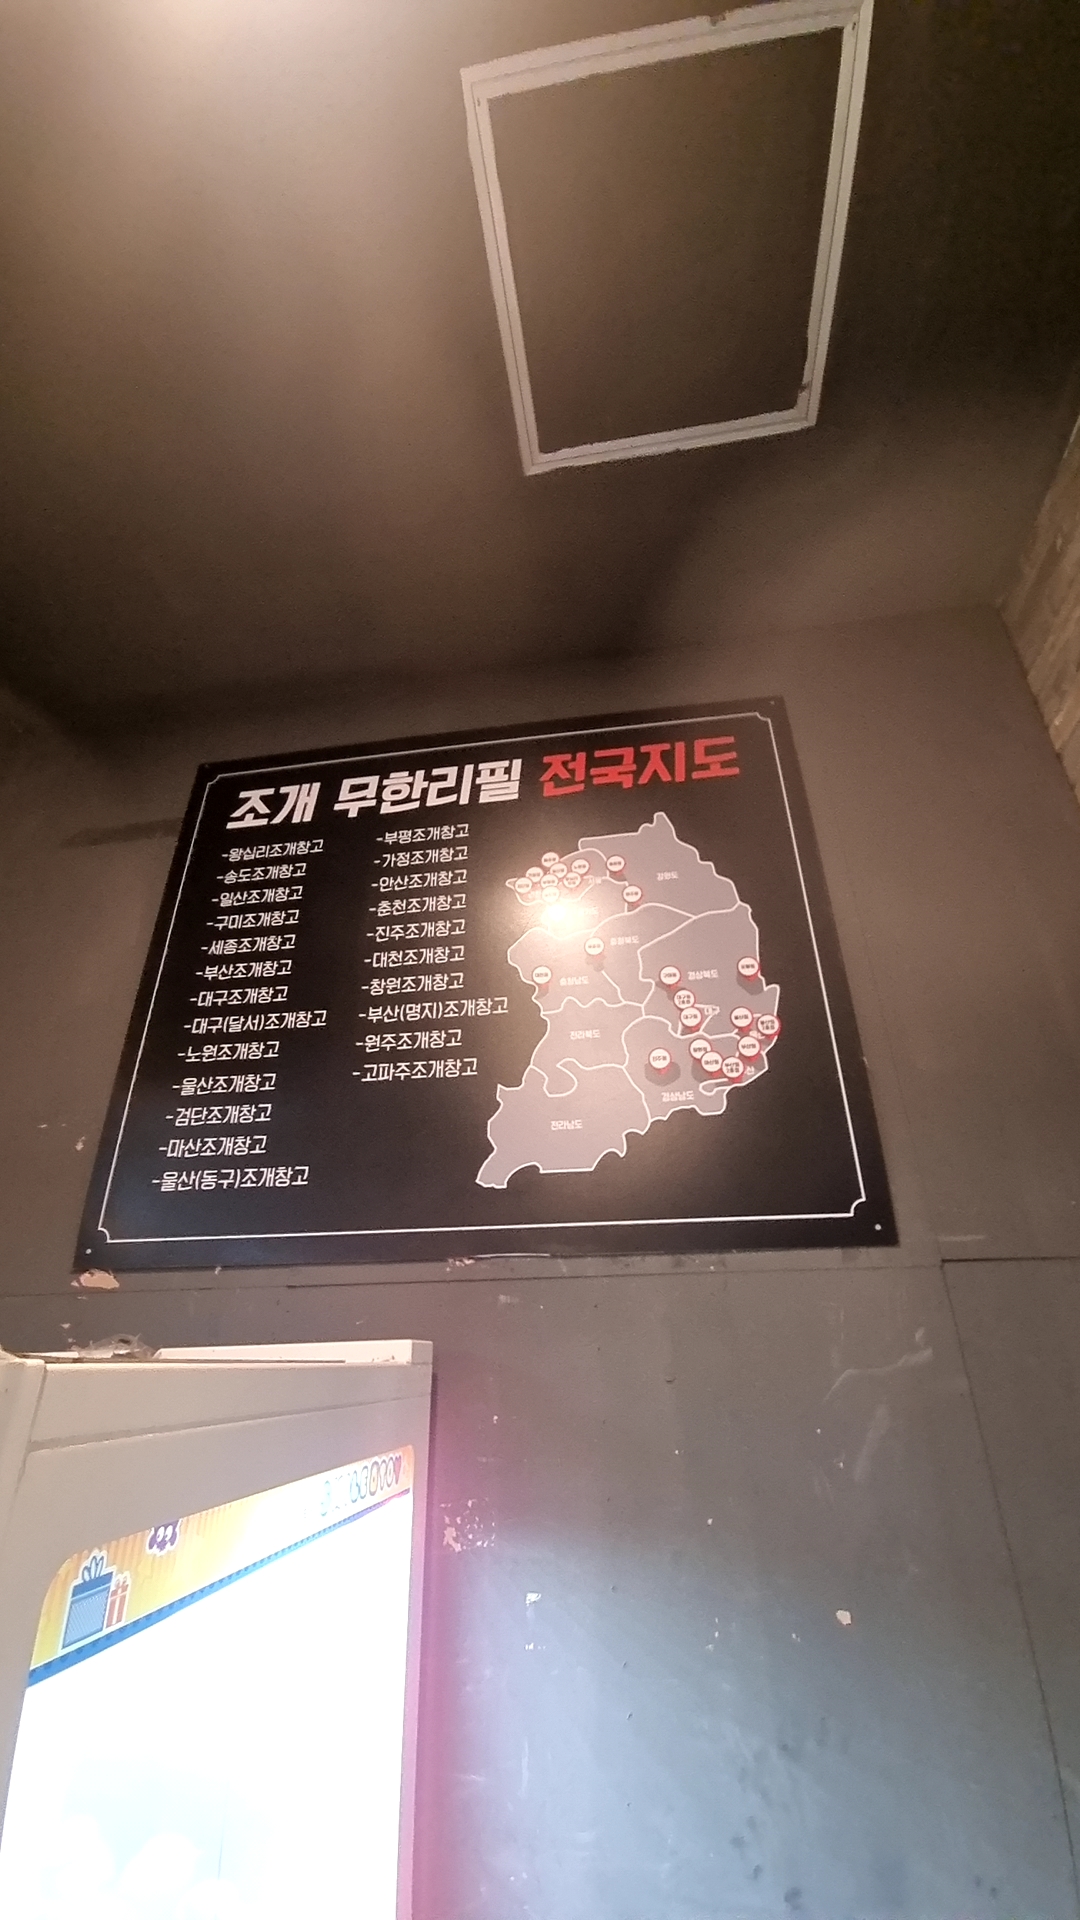 조개 무한리필 전국지도
-왕십리조개창고
-송도조개창고
-일산조개창고
-구미조개창고
-세종조개창고
-부산조개창고
-대구조개창고
-대구(달서)조개창고
-노원조개창고
-울산조개창고
-검단조개창고
-마산조개창고
-울산(동구)조개창고
-부평조개창고
-가정조개창고
-안산조개창고
-춘천조개창고
-진주조개창고
-대천조개창고
-창원조개창고
-부산(명지)조개창고
-원주조개창고
-고파주조개창고
강원도
충청북도
충청남도
경상북도
대구
전라북도
경상남도
전라남도